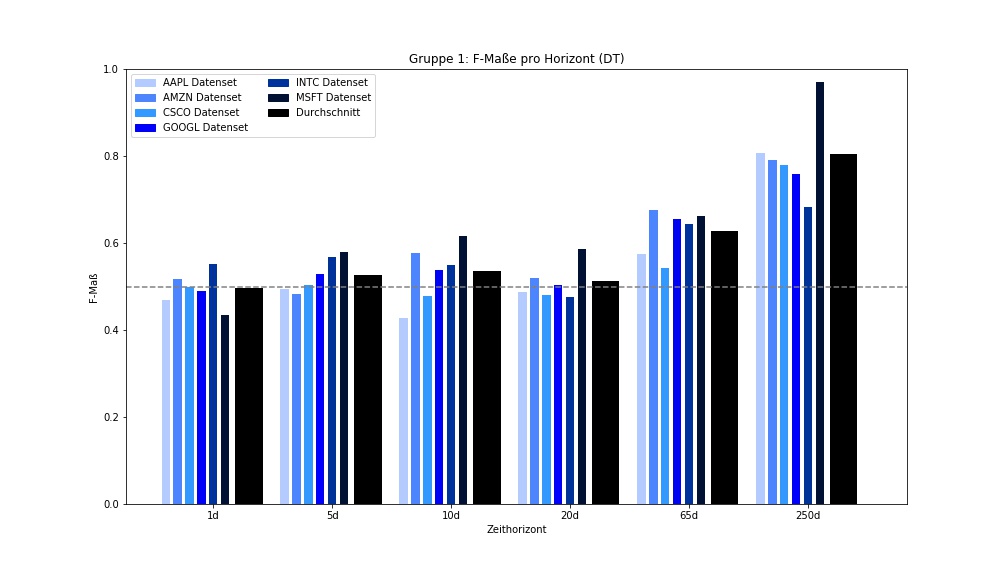 Gruppe 1: F-Maße pro Horizont (DT)
1.0
0.8
0.6
0.4
0.2
0.0
F-Maß
AAPL Datenset
AMZN Datenset
CSCO Datenset
GOOGL Datenset
INTC Datenset
MSFT Datenset
Durchschnitt
1d 5d 10d 20d 65d 250d
Zeithorizont